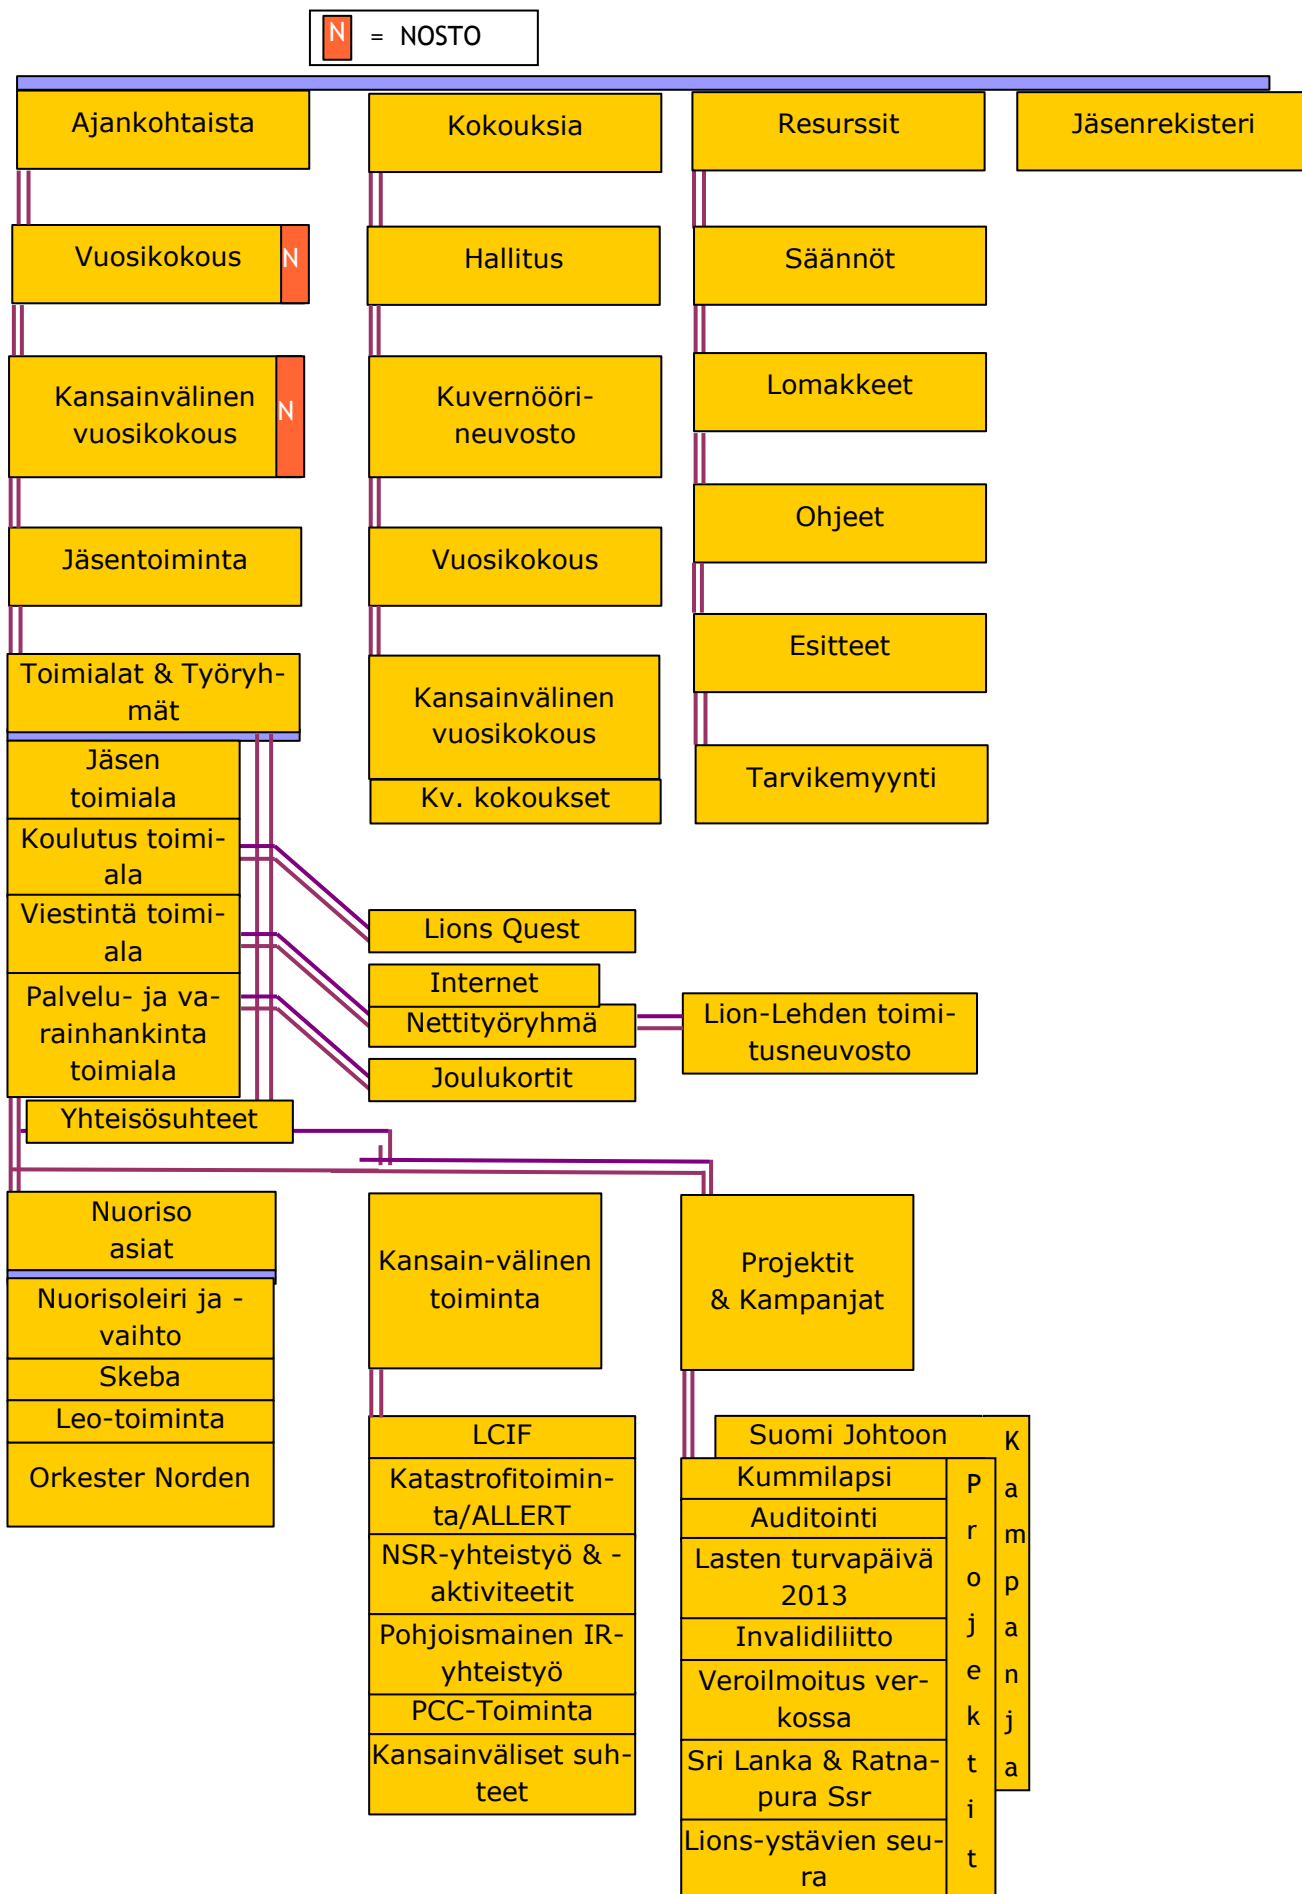 N = NOSTO
Ajankohtaista
Kokouksia
Resurssit
Jäsenrekisteri
Vuosikokous
N
Hallitus
Säännöt
Kansainvälinen
vuosikokous
N
Kuvernööri-
neuvosto
Lomakkeet
Ohjeet
Jäsentoiminta
Vuosikokous
Esitteet
Toimialat & Työryh-
mät
Kansainvälinen
vuosikokous
Kv. kokoukset
Tarvikemyynti
Jäsen
toimiala
Koulutus toimi-
ala
Viestintä toimi-
ala
Palvelu- ja va-
rainhankinta
toimiala
Yhteisösuhteet
Lions Quest
Internet
Nettityöryhmä
Joulukortit
Lion-Lehden toimi-
tusneuvosto
Nuoriso
asiat
Nuorisoleiri ja -
vaihto
Skeba
Leo-toiminta
Orkester Norden
Kansain-välinen
toiminta
LCIF
Katastrofitoimin-
ta/ALLERT
NSR-yhteistyö & -
aktiviteetit
Pohjoismainen IR-
yhteistyö
PCC-Toiminta
Kansainväliset suh-
teet
Projektit
& Kampanjat
Suomi Johtoon
Kummilapsi
Auditointi
Lasten turvapäivä
2013
Invalidiliitto
Veroilmoitus ver-
kossa
Sri Lanka & Ratna-
pura Ssr
Lions-ystävien seu-
ra
P
r
o
j
e
k
t
i
t
K
a
m
p
a
n
j
a